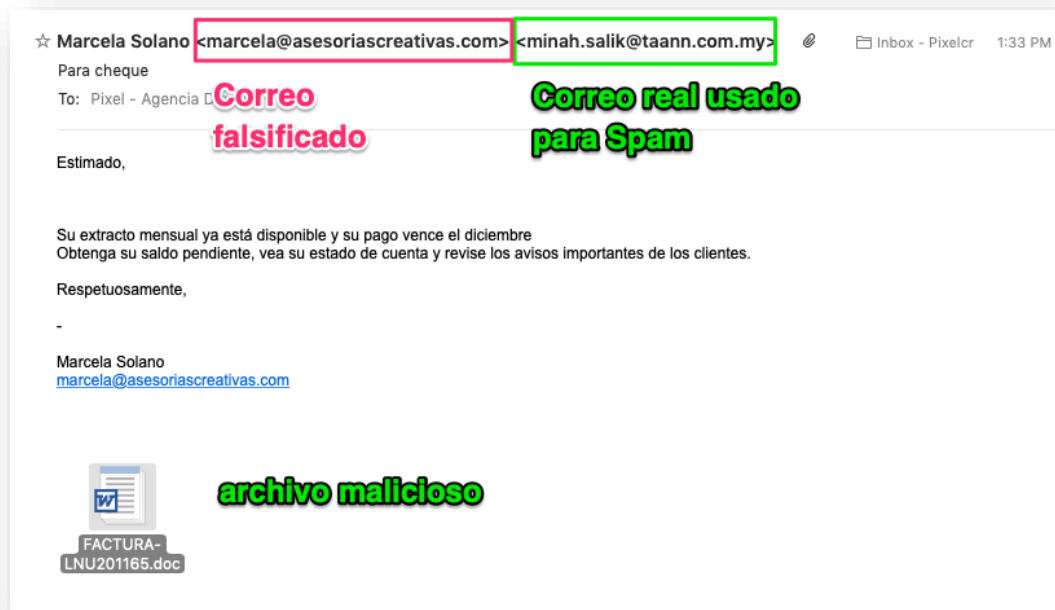 Marcela Solano <marcela@asesoriascreativas.com> <minah.salik@taann.com.my> Inbox - Pixelcr 1:33 PM
Para cheque
To: Pixel - Agencia D
Correo
falsificado
Correo real usado
para Spam
Estimado,
Su extracto mensual ya está disponible y su pago vence el diciembre
Obtenga su saldo pendiente, vea su estado de cuenta y revise los avisos importantes de los clientes.
Respetuosamente,
-
Marcela Solano
marcela@asesoriascreativas.com
archivo malicioso
W
FACTURA-
LNU201165.doc